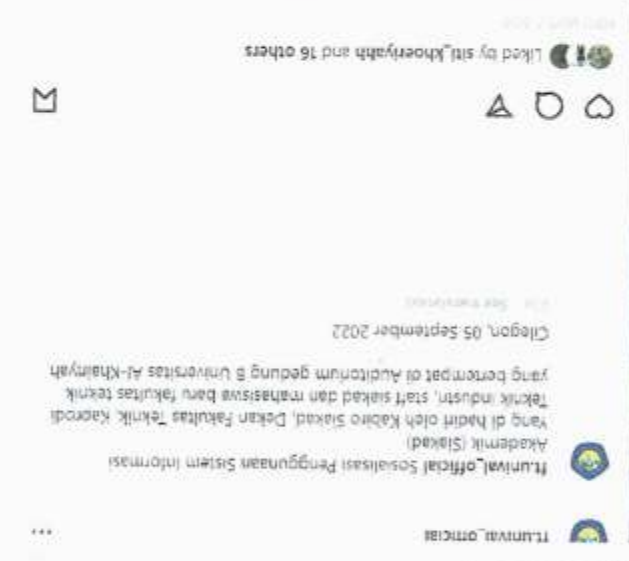 ft.unival_official
ft.unival_official Sosialisasi Penggunaan Sistem Informasi
Akademik (Siakad)
Yang di hadiri oleh Kabiro Siakad, Dekan Fakultas Teknik, Kaprodi
Teknik Industri, staff siakad dan mahasiswa baru fakultas teknik
yang bertempat di Auditorium gedung B Universitas Al-Khairiyah
Cilegon, 05 September 2022
See translation
Liked by siti_khoeriyahh and 16 others